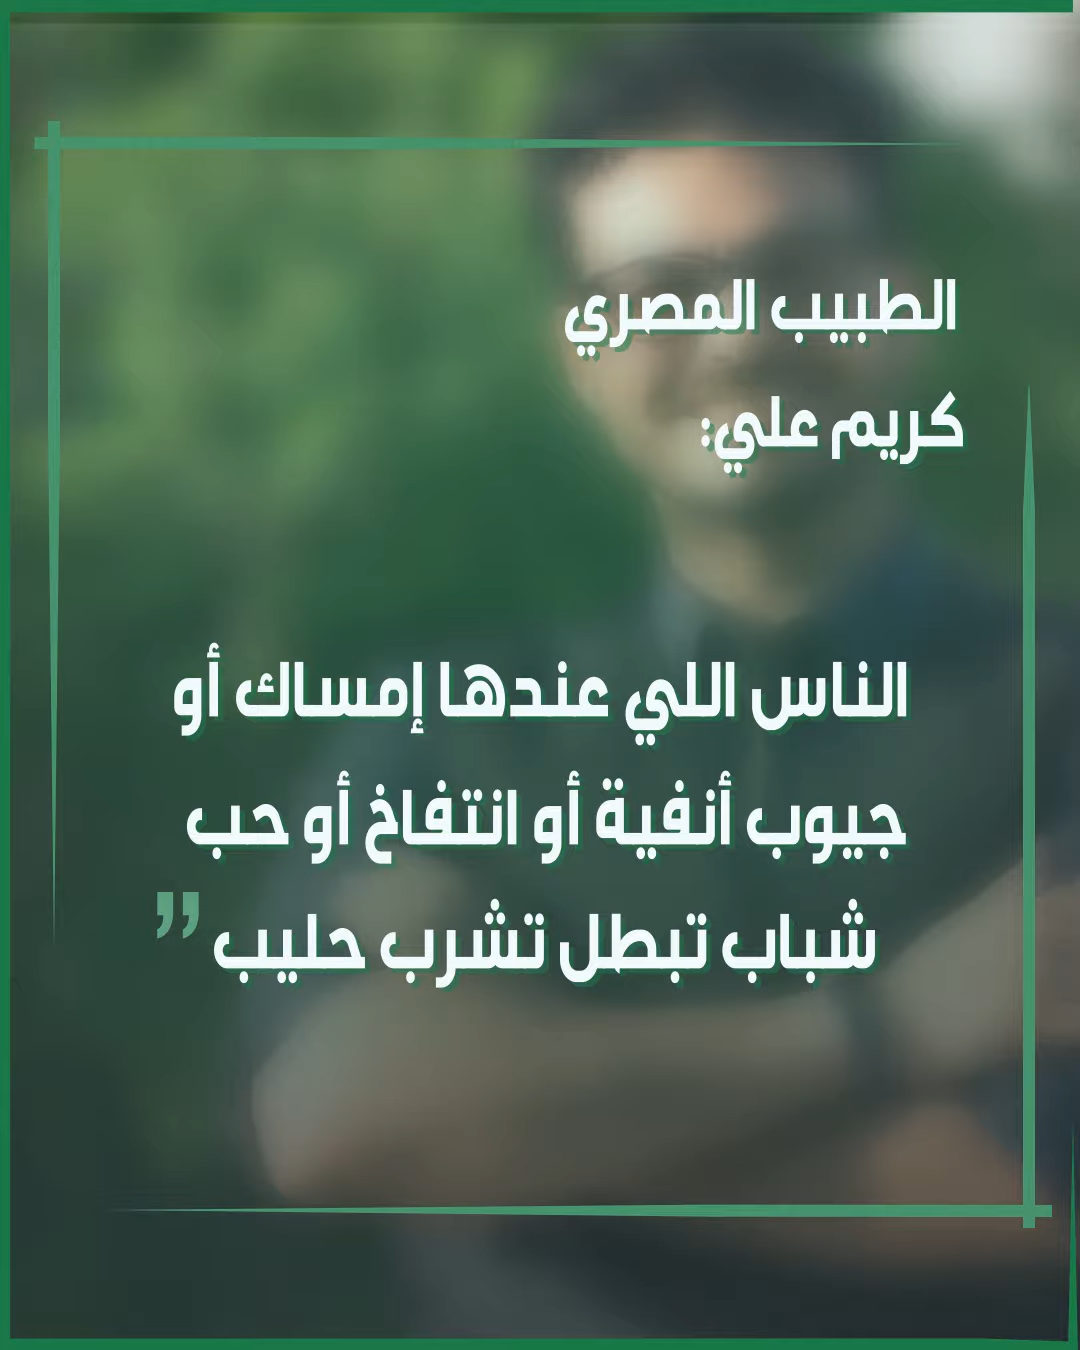 الطبيب المصري
كريم علي:
الناس اللي عندها إمساك أو
جيوب أنفية أو انتفاخ أو حب
شباب تبطل تشرب حليب ”